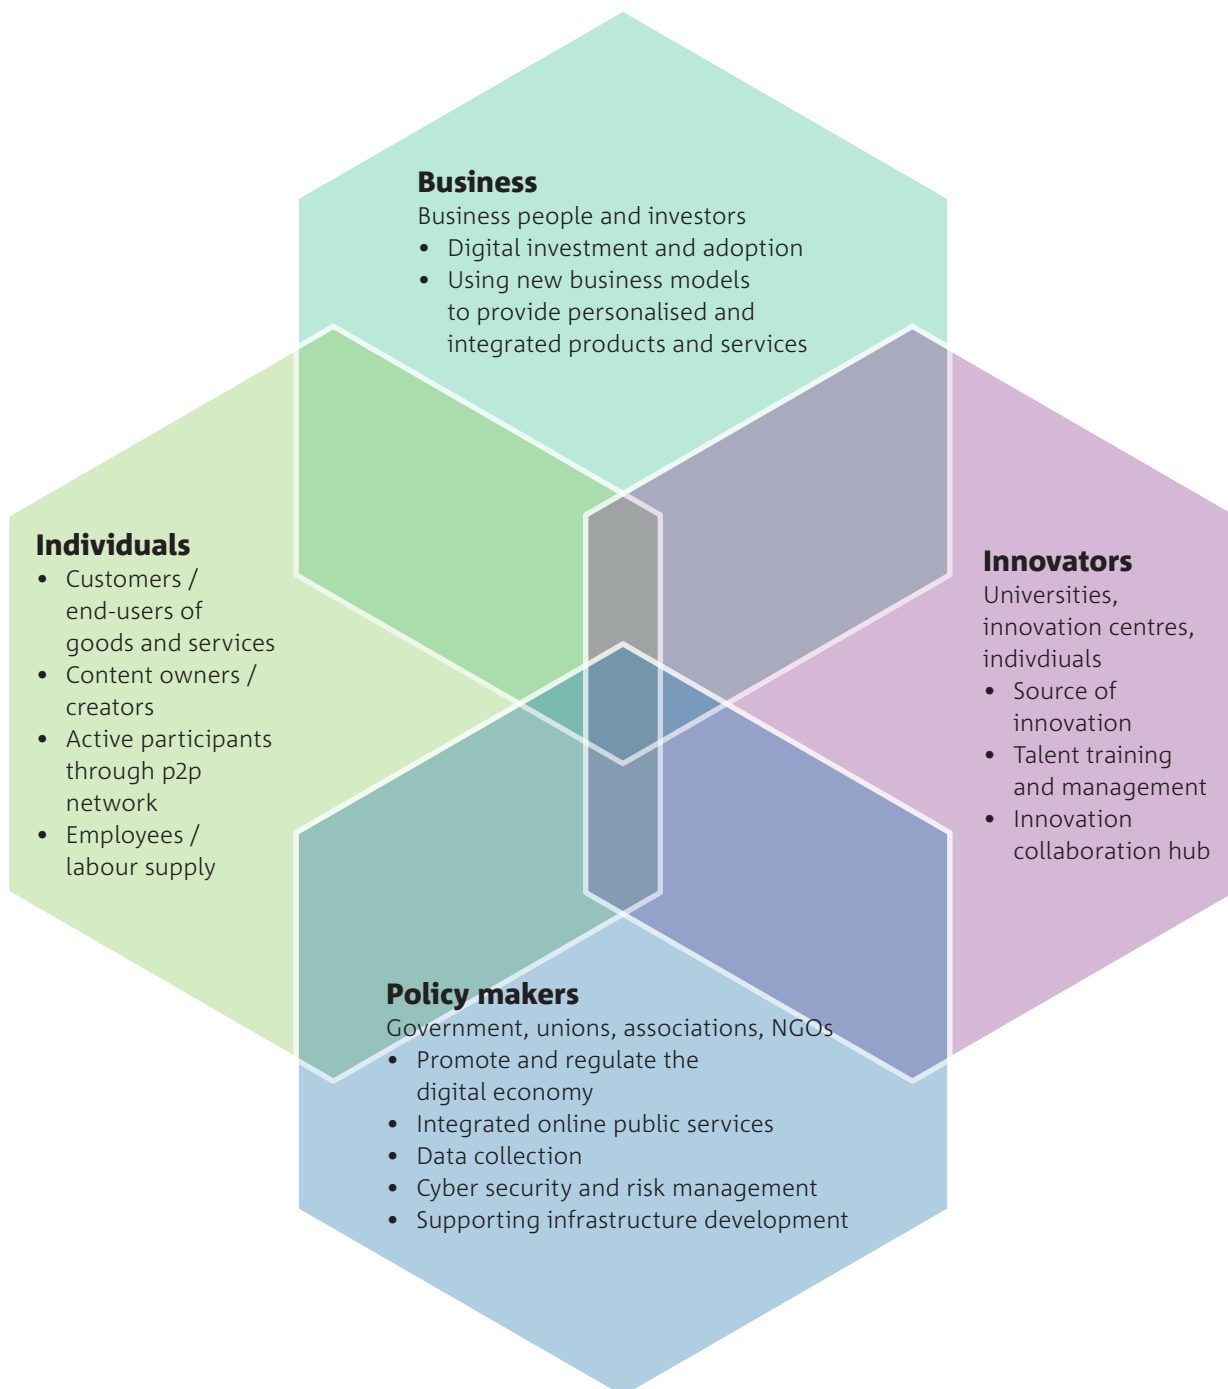 Business
Business people and investors
• Digital investment and adoption
• Using new business models
to provide personalised and
integrated products and services
Individuals
• Customers /
end-users of
goods and services
• Content owners /
creators
• Active participants
through p2p
network
• Employees /
labour supply
Innovators
Universities,
innovation centres,
indivdiuals
• Source of
innovation
• Talent training
and management
• Innovation
collaboration hub
Policy makers
Government, unions, associations, NGOs
• Promote and regulate the
digital economy
• Integrated online public services
• Data collection
• Cyber security and risk management
• Supporting infrastructure development